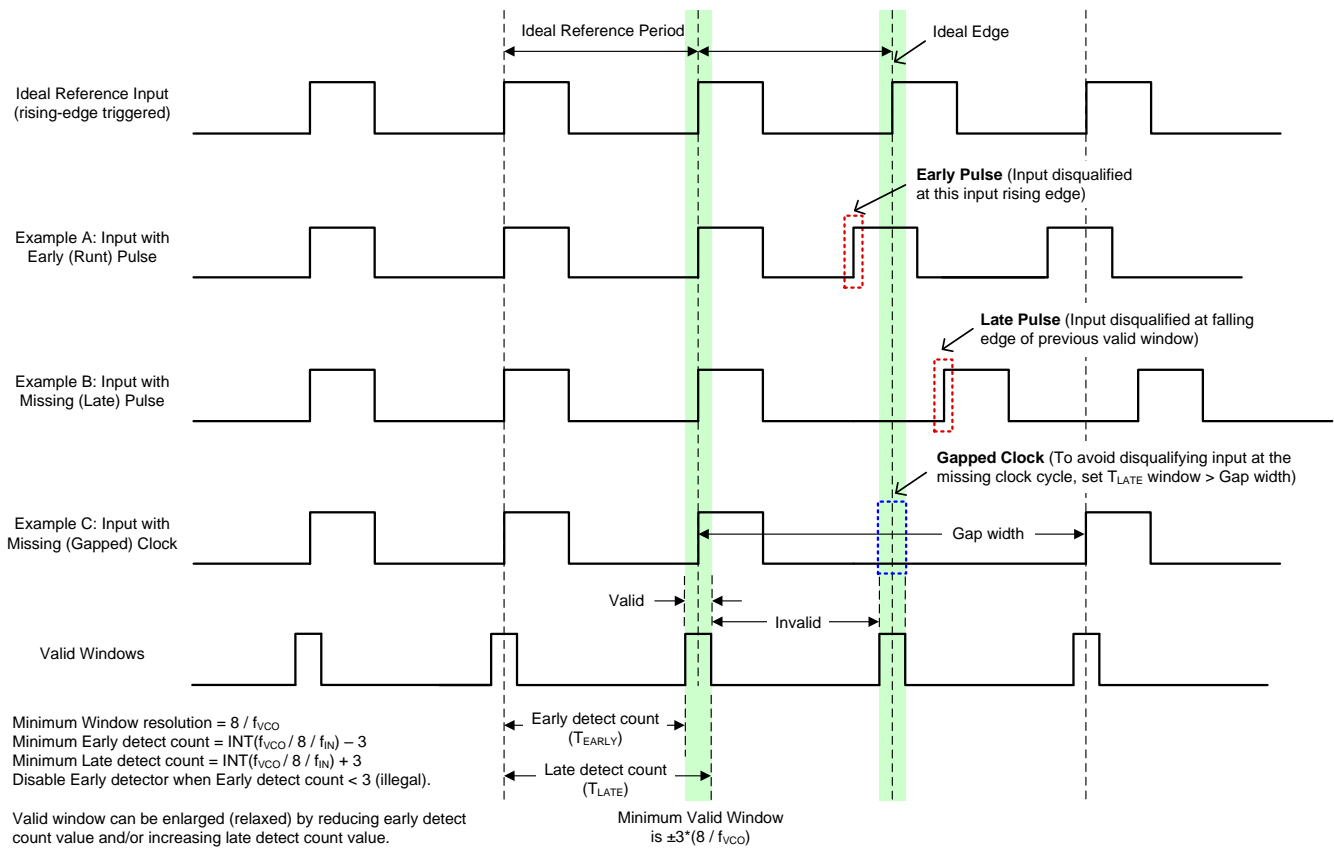 Ideal Reference Period
Ideal Edge
Ideal Reference Input
(rising-edge triggered)
Early Pulse (Input disqualified
at this input rising edge)
Example A: Input with
Early (Runt) Pulse
Late Pulse (Input disqualified at falling
edge of previous valid window)
Example B: Input with
Missing (Late) Pulse
Gapped Clock (To avoid disqualifying input at the
missing clock cycle, set TLATE window > Gap width)
Example C: Input with
Missing (Gapped) Clock
Gap width
Valid
Invalid
Valid Windows
Minimum Window resolution = 8 / fVCO
Minimum Early detect count = INT(fVCO / 8 / fIN) – 3
Minimum Late detect count = INT(fVCO / 8 / fIN) + 3
Disable Early detector when Early detect count < 3 (illegal).
Early detect count
(TEARLY)
Late detect count
(TLATE)
Valid window can be enlarged (relaxed) by reducing early detect
count value and/or increasing late detect count value.
Minimum Valid Window
is ±3*(8 / fVCO)